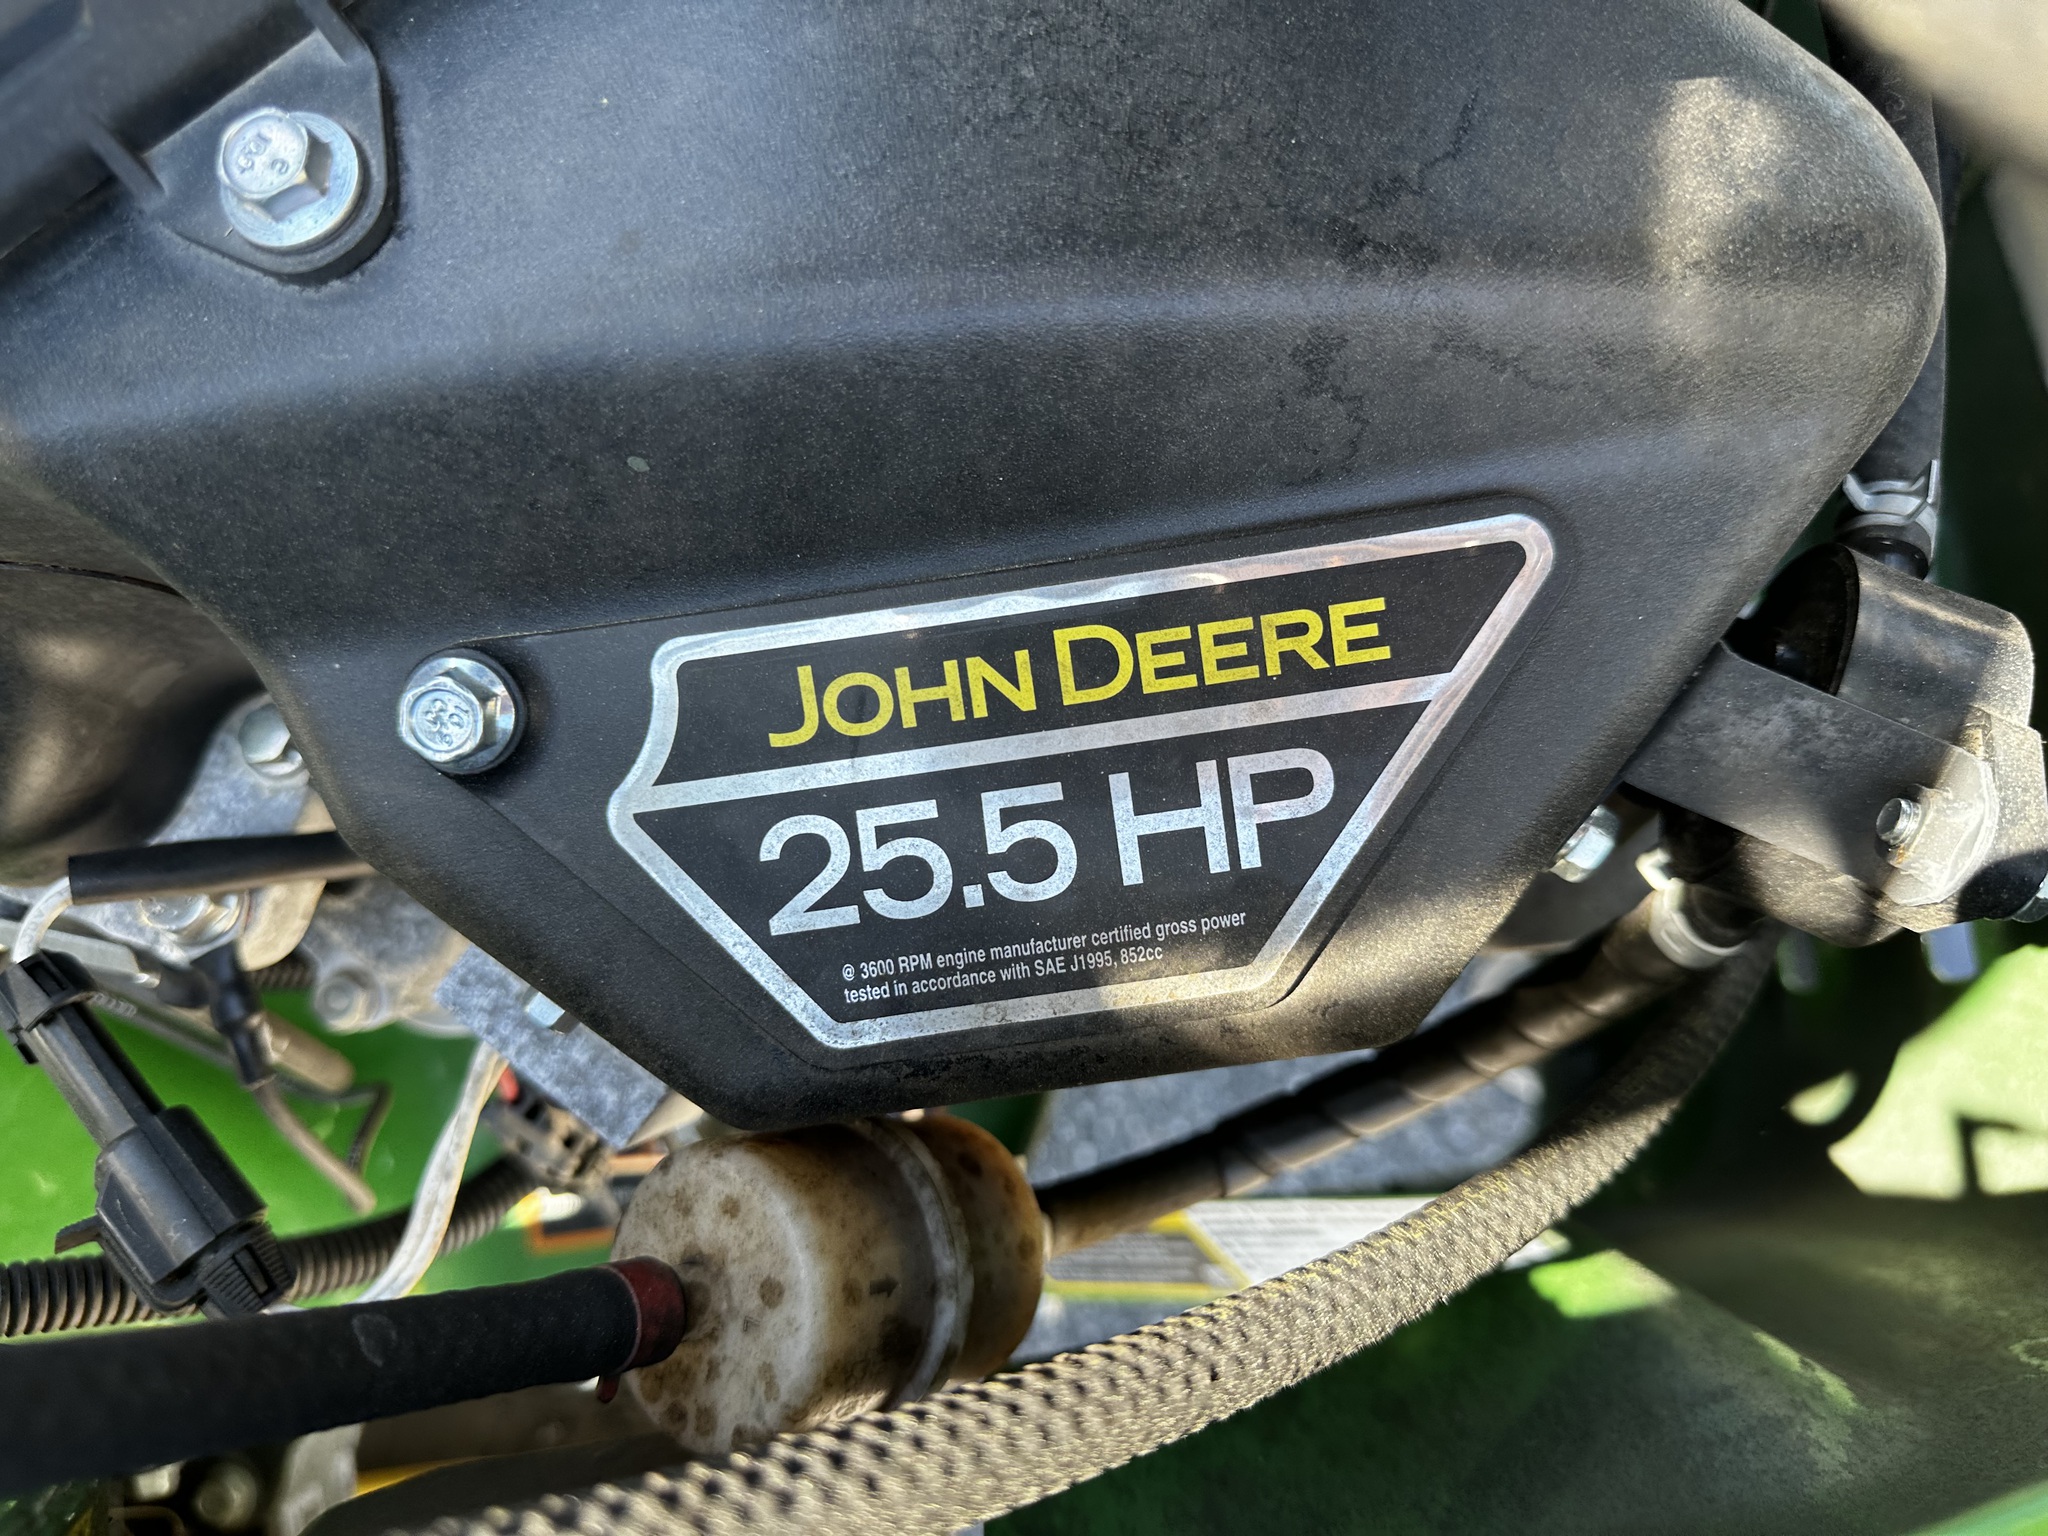 JOHN DEERE
25.5 HP
@ 3600 RPM engine manufacturer certified gross power
tested in accordance with SAE J1995, 852cc